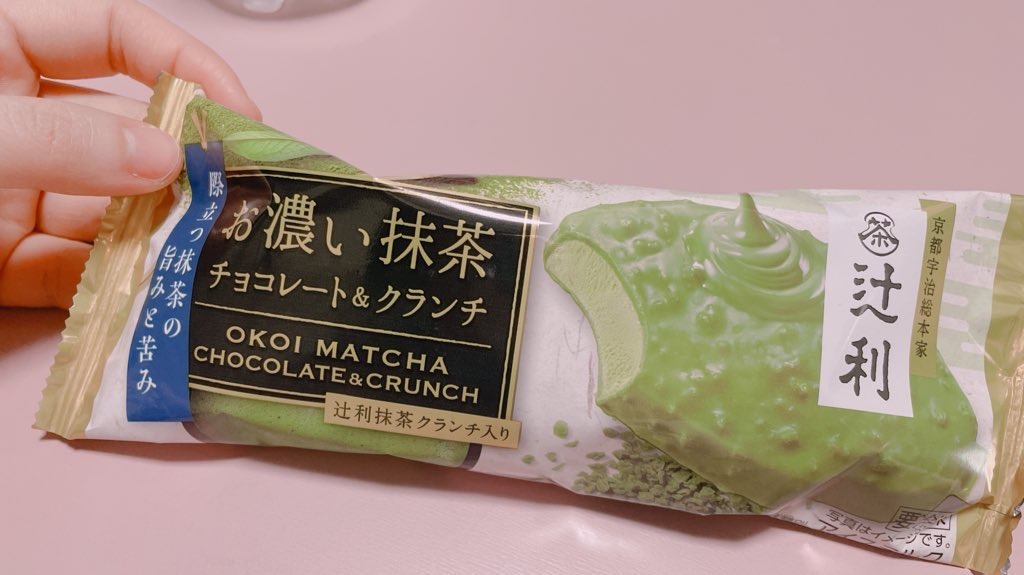 際立つ抹茶の
旨みと苦み
お濃い抹茶
チョコレート&クランチ
OKOI MATCHA
CHOCOLATE&CRUNCH
辻利抹茶クランチ入り
京都宇治総本家
茶
辻利
写真はイメージです。